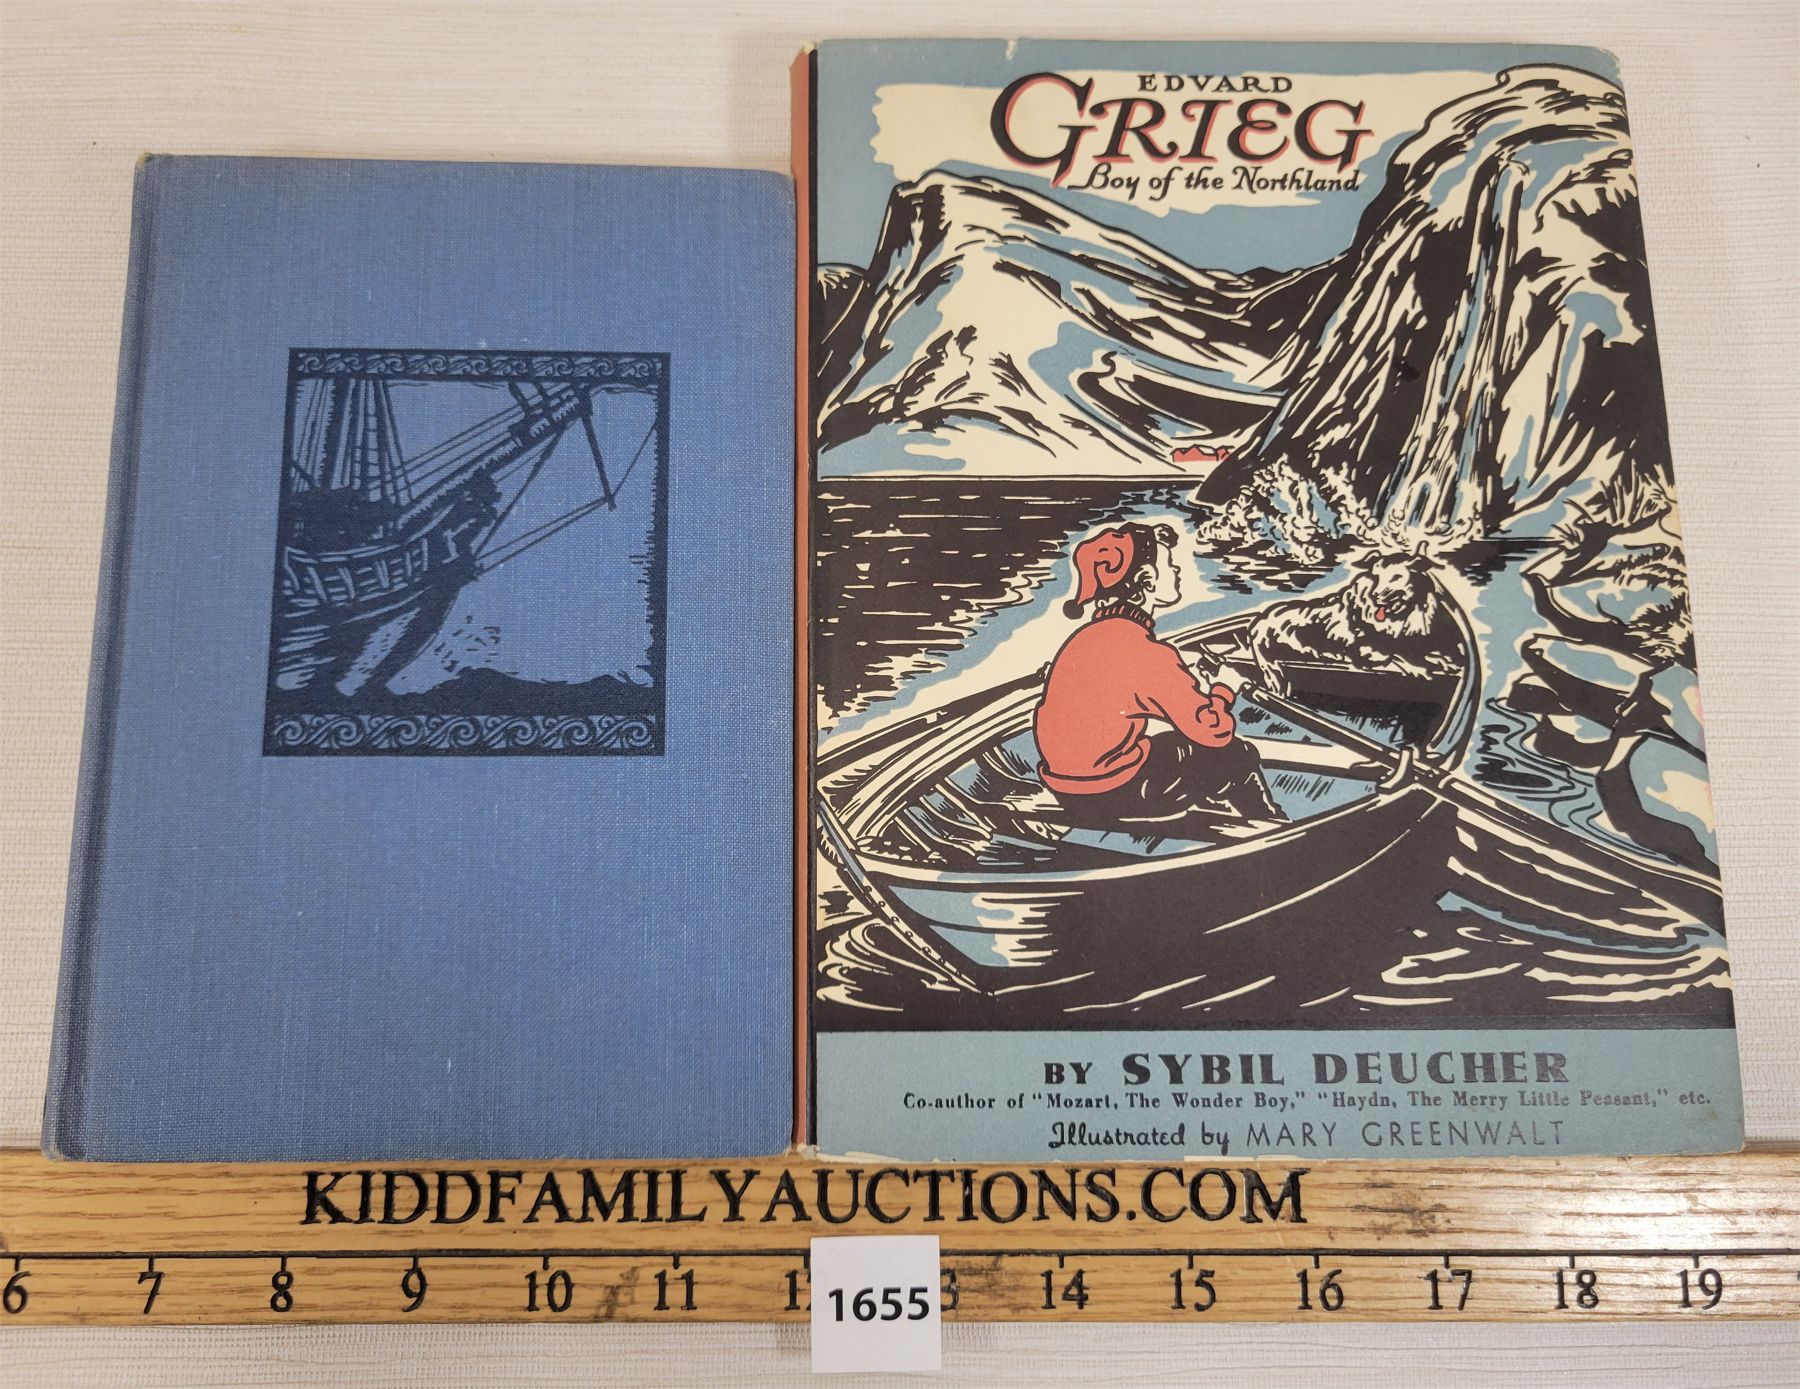 EDVARD
GRIEG
Boy of the Northland
BY SYBIL DEUCHER
Co-author of "Mozart, The Wonder Boy," "Haydn, The Merry Little Peasant," etc.
Illustrated by MARY GREENWALT
KIDDFAMILYAUCTIONS.COM
6 7 8 9 10 11 1 3 14 15 16 17 18 19
1655